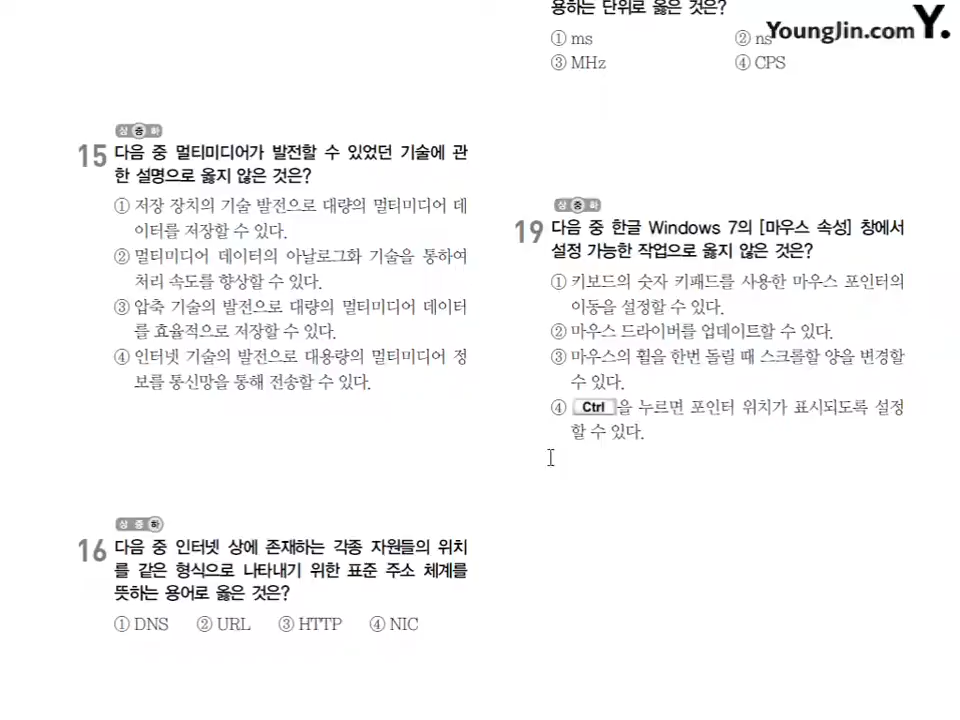 다음 중 멀티미디어가 발전할 수 있었던 기술에 관
상 중 하
15
한 설명으로 옳지 않은 것은?
① 저장 장치의 기술 발전으로 대량의 멀티미디어 데
이터를 저장할 수 있다.
② 멀티미디어 데이터의 아날로그화 기술을 통하여
처리 속도를 향상할 수 있다.
③ 압축 기술의 발전으로 대량의 멀티미디어 데이터
를 효율적으로 저장할 수 있다.
④ 인터넷 기술의 발전으로 대용량의 멀티미디어 정
보를 통신망을 통해 전송할 수 있다.
상 중 하
16 다음 중 인터넷 상에 존재하는 각종 자원들의 위치
를 같은 형식으로 나타내기 위한 표준 주소 체계를
뜻하는 용어로 옳은 것은?
① DNS ② URL ③ HTTP ④ NIC
용하는 단위로 옳은 것은?
① ms ② ns
③ MHz ④ CPS
YoungJin.com Y.
상 중 하
19 다음 중 한글 Windows 7의 [마우스 속성] 창에서
설정 가능한 작업으로 옳지 않은 것은?
① 키보드의 숫자 키패드를 사용한 마우스 포인터의
이동을 설정할 수 있다.
② 마우스 드라이버를 업데이트할 수 있다.
③ 마우스의 휠을 한번 돌릴 때 스크롤할 양을 변경할
수 있다.
④ Ctrl 을 누르면 포인터 위치가 표시되도록 설정
할 수 있다.